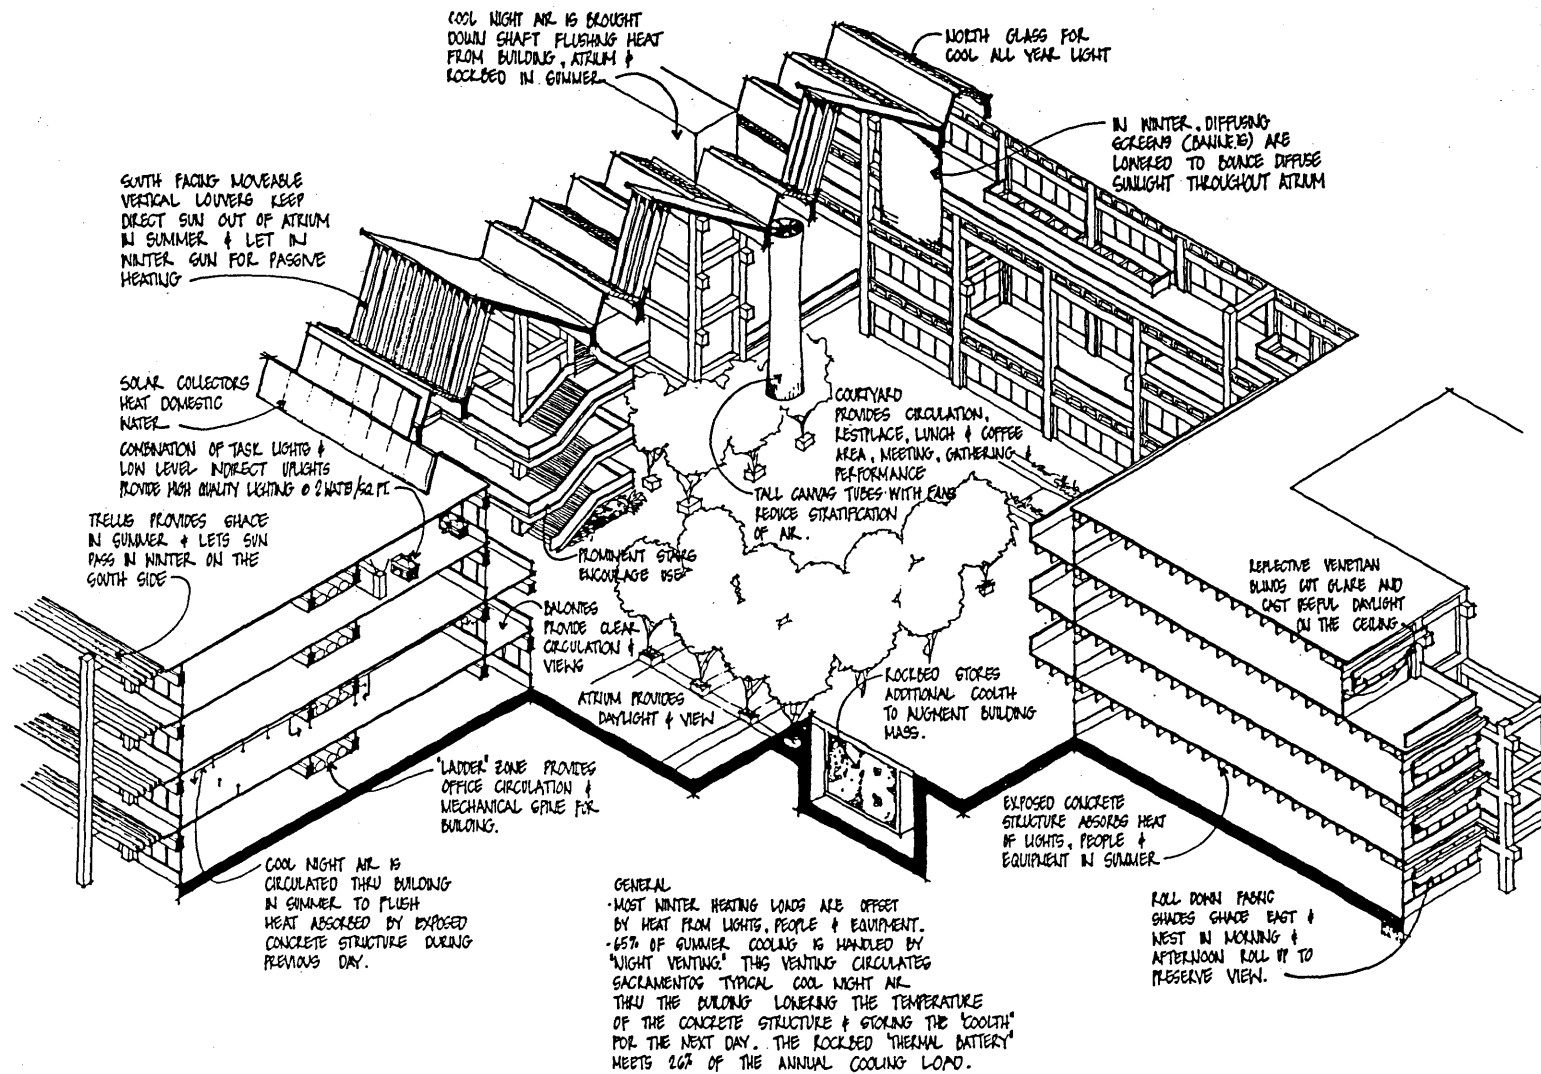 COOL NIGHT AIR IS BROUGHT
DOWN SHAFT FLUSHING HEAT
FROM BUILDING, ATRIUM &
ROCKBED IN SUMMER
NORTH GLASS FOR
COOL ALL YEAR LIGHT
IN WINTER, DIFFUSING
SCREENS (BANNERS) ARE
LOWERED TO BOUNCE DIFFUSE
SUNLIGHT THROUGHOUT ATRIUM
SOUTH FACING MOVEABLE
VERTICAL LOUVERS KEEP
DIRECT SUN OUT OF ATRIUM
IN SUMMER & LET IN
WINTER SUN FOR PASSIVE
HEATING
SOLAR COLLECTORS
HEAT DOMESTIC
WATER
COMBINATION OF TASK LIGHTS &
LOW LEVEL INDIRECT UPLIGHTS
PROVIDE HIGH QUALITY LIGHTING @ 2 WATTS/SQ.FT.
TRELLIS PROVIDES SHADE
IN SUMMER & LETS SUN
PASS IN WINTER ON THE
SOUTH SIDE
COURTYARD
PROVIDES CIRCULATION,
RESTPLACE, LUNCH & COFFEE
AREA, MEETING, GATHERING &
PERFORMANCE
TALL CANVAS TUBES WITH FANS
REDUCE STRATIFICATION
OF AIR.
PROMINENT STAIRS
ENCOURAGE USE
BALONIES
PROVIDE CLEAR
CIRCULATION &
VIEWS
ATRIUM PROVIDES
DAYLIGHT & VIEW
ROCKBED STORES
ADDITIONAL COOLTH
TO AUGMENT BUILDING
MASS.
REFLECTIVE VENETIAN
BLINDS CUT GLARE AND
CAST USEFUL DAYLIGHT
ON THE CEILING
"LADDER" ZONE PROVIDES
OFFICE CIRCULATION &
MECHANICAL SPINE FOR
BUILDING.
EXPOSED CONCRETE
STRUCTURE ABSORBS HEAT
OF LIGHTS, PEOPLE &
EQUIPMENT IN SUMMER
COOL NIGHT AIR IS
CIRCULATED THRU BUILDING
IN SUMMER TO FLUSH
HEAT ABSORBED BY EXPOSED
CONCRETE STRUCTURE DURING
PREVIOUS DAY.
ROLL DOWN FABRIC
SHADES SHADE EAST &
WEST IN MORNING &
AFTERNOON ROLL UP TO
PRESERVE VIEW.
GENERAL
·MOST WINTER HEATING LOADS ARE OFFSET
BY HEAT FROM LIGHTS, PEOPLE & EQUIPMENT.
·65% OF SUMMER COOLING IS HANDLED BY
"NIGHT VENTING." THIS VENTING CIRCULATES
SACRAMENTOS TYPICAL COOL NIGHT AIR
THRU THE BUILDING LOWERING THE TEMPERATURE
OF THE CONCRETE STRUCTURE & STORING THE "COOLTH"
FOR THE NEXT DAY. THE ROCKBED "THERMAL BATTERY"
MEETS 26% OF THE ANNUAL COOLING LOAD.